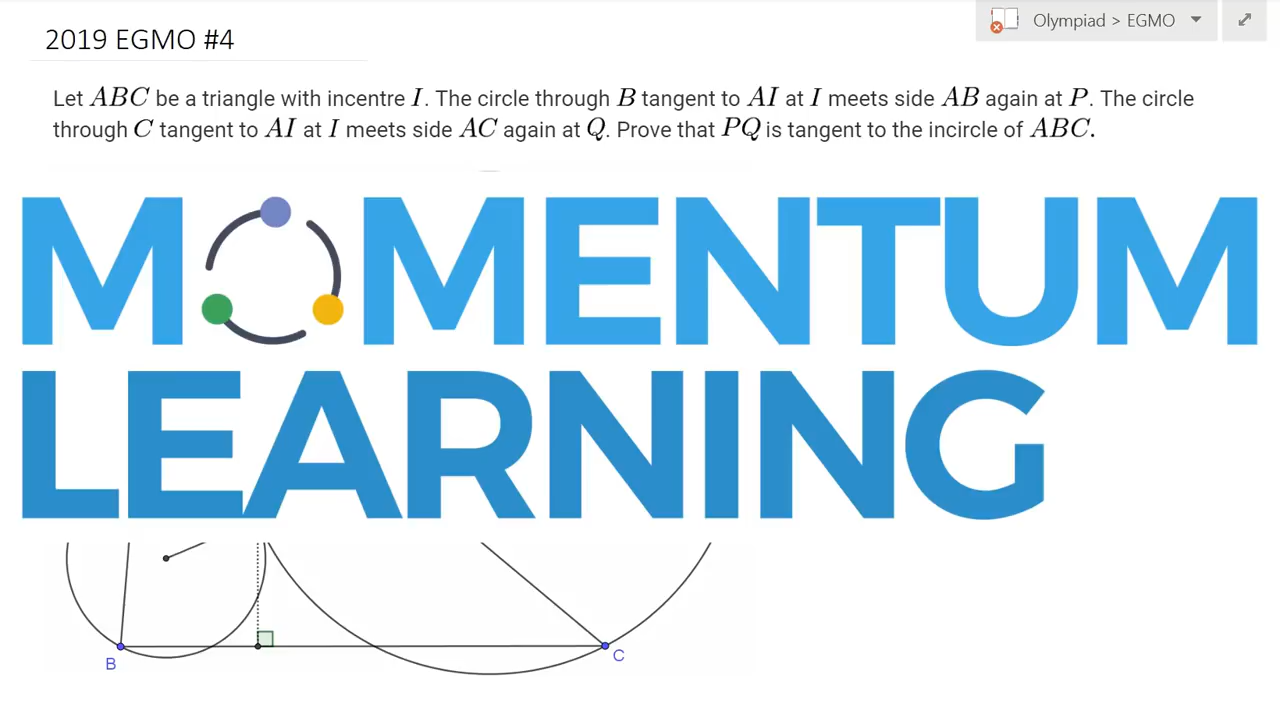 Olympiad > EGMO
2019 EGMO #4
Let ABC be a triangle with incentre I. The circle through B tangent to AI at I meets side AB again at P. The circle
through C tangent to AI at I meets side AC again at Q. Prove that PQ is tangent to the incircle of ABC.
MOMENTUM
LEARNING
B
C